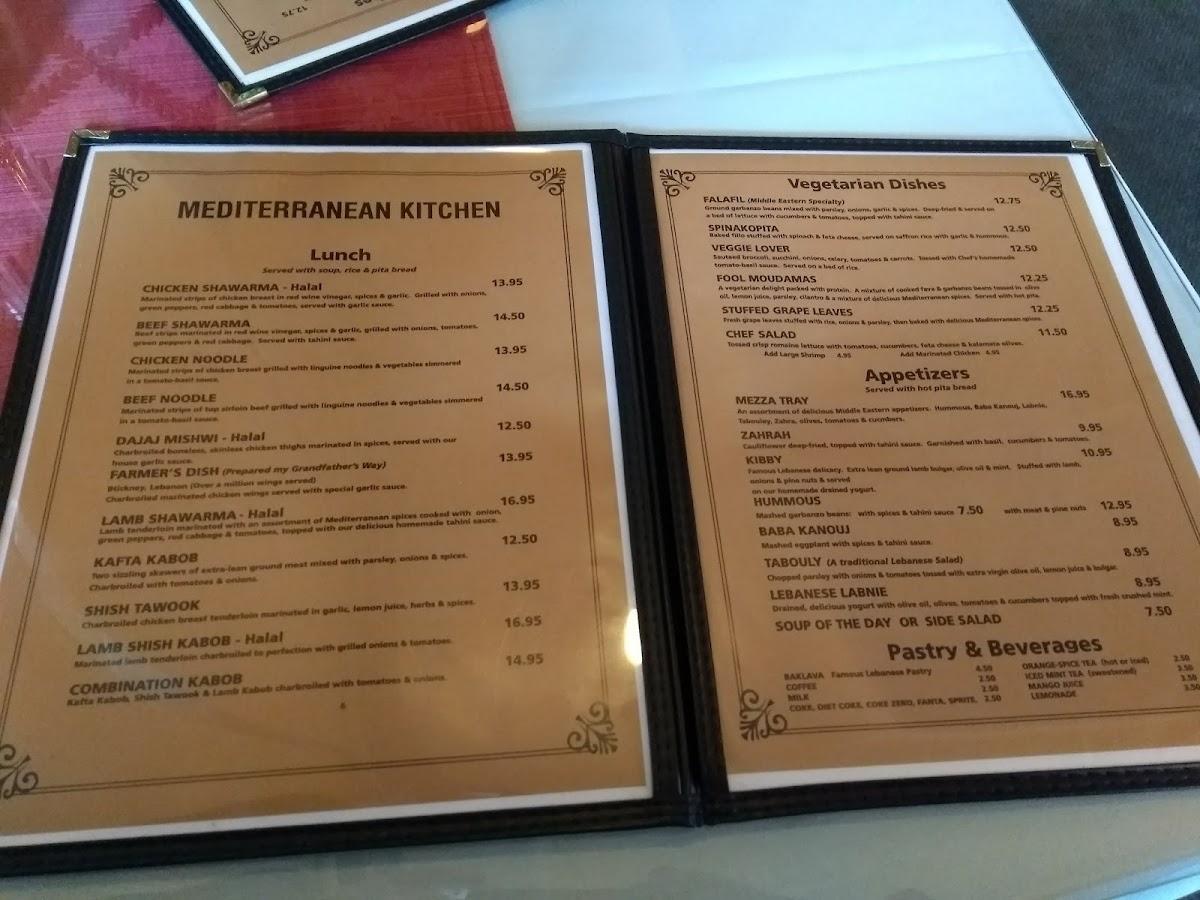 12.75
MEDITERRANEAN KITCHEN
Lunch
Served with soup, rice & pita bread
CHICKEN SHAWARMA - Halal 13.95
Marinated strips of chicken breast in red wine vinegar, spices & garlic. Grilled with onions,
green peppers, red cabbage & tomatoes, served with garlic sauce.
BEEF SHAWARMA 14.50
Beef strips marinated in red wine vinegar, spices & garlic, grilled with onions, tomatoes,
green peppers & red cabbage. Served with tahini sauce.
CHICKEN NOODLE 13.95
Marinated strips of chicken breast grilled with linguine noodles & vegetables simmered
in a tomato-basil sauce.
BEEF NOODLE 14.50
Marinated strips of top sirloin beef grilled with linguine noodles & vegetables simmered
in a tomato-basil sauce.
DAJAJ MISHWI - Halal 12.50
Charbroiled boneless, skinless chicken thighs marinated in spices, served with our
house garlic sauce.
FARMER'S DISH (Prepared my Grandfather's Way) 13.95
Btickney, Lebanon (Over a million wings served)
Charbroiled marinated chicken wings served with special garlic sauce.
LAMB SHAWARMA - Halal 16.95
Lamb tenderloin marinated with an assortment of Mediterranean spices cooked with onion,
green peppers, red cabbage & tomatoes, topped with our delicious homemade tahini sauce.
KAFTA KABOB 12.50
Two sizzling skewers of extra-lean ground meat mixed with parsley, onions & spices.
Charbroiled with tomatoes & onions.
SHISH TAWOOK 13.95
Charbroiled chicken breast tenderloin marinated in garlic, lemon juice, herbs & spices.
LAMB SHISH KABOB - Halal 16.95
Marinated lamb tenderloin charbroiled to perfection with grilled onions & tomatoes.
COMBINATION KABOB 14.95
Kafta Kabob, Shish Tawook & Lamb Kabob charbroiled with tomatoes & onions.
6
Vegetarian Dishes
FALAFIL (Middle Eastern Specialty) 12.75
Ground garbanzo beans mixed with parsley, onions, garlic & spices. Deep-fried & served on
a bed of lettuce with cucumbers & tomatoes, topped with tahini sauce.
SPINAKOPITA 12.50
Baked fillo stuffed with spinach & feta cheese, served on saffron rice with garlic & hummous.
VEGGIE LOVER 12.50
Sauteed broccoli, zucchini, onions, celery, tomatoes & carrots. Tossed with Chef's homemade
tomato-basil sauce. Served on a bed of rice.
FOOL MOUDAMAS 12.25
A vegetarian delight packed with protein. A mixture of cooked fava & garbanzo beans tossed in olive
oil, lemon juice, parsley, cilantro & a mixture of delicious Mediterranean spices. Served with hot pita.
STUFFED GRAPE LEAVES 12.25
Fresh grape leaves stuffed with rice, onions & parsley, then baked with delicious Mediterranean spices.
CHEF SALAD 11.50
Tossed crisp romaine lettuce with tomatoes, cucumbers, feta cheese & kalamata olives.
Add Large Shrimp 4.95 Add Marinated Chicken 4.95
Appetizers
Served with hot pita bread
MEZZA TRAY 16.95
An assortment of delicious Middle Eastern appetizers. Hummous, Baba Kanouj, Labnie,
Tabouley, Zahra, olives, tomatoes & cucmbers.
ZAHRAH 9.95
Cauliflower deep-fried, topped with tahini sauce. Garnished with basil, cucumbers & tomatoes.
KIBBY 10.95
Famous Lebanese delicacy. Extra lean ground lamb bulgar, olive oil & mint. Stuffed with lamb,
onions & pine nuts & served
on our homemade drained yogurt.
HUMMOUS
Mashed garbanzo beans: with spices & tahini sauce 7.50 with meat & pine nuts 12.95
BABA KANOUJ 8.95
Mashed eggplant with spices & tahini sauce.
TABOULY (A traditional Lebanese Salad) 8.95
Chopped parsley with onions & tomatoes tossed with extra virgin olive oil, lemon juice & bulgar.
LEBANESE LABNIE 8.95
Drained, delicious yogurt with olive oil, olives, tomatoes & cucumbers topped with fresh crushed mint.
SOUP OF THE DAY OR SIDE SALAD 7.50
Pastry & Beverages
BAKLAVA Famous Lebanese Pastry 4.50
COFFEE 2.50
MILK 2.50
COKE, DIET COKE, COKE ZERO, FANTA, SPRITE, 2.50
ORANGE-SPICE TEA (hot or iced) 2.50
ICED MINT TEA (sweetened) 3.50
MANGO JUICE 3.50
LEMONADE 3.50